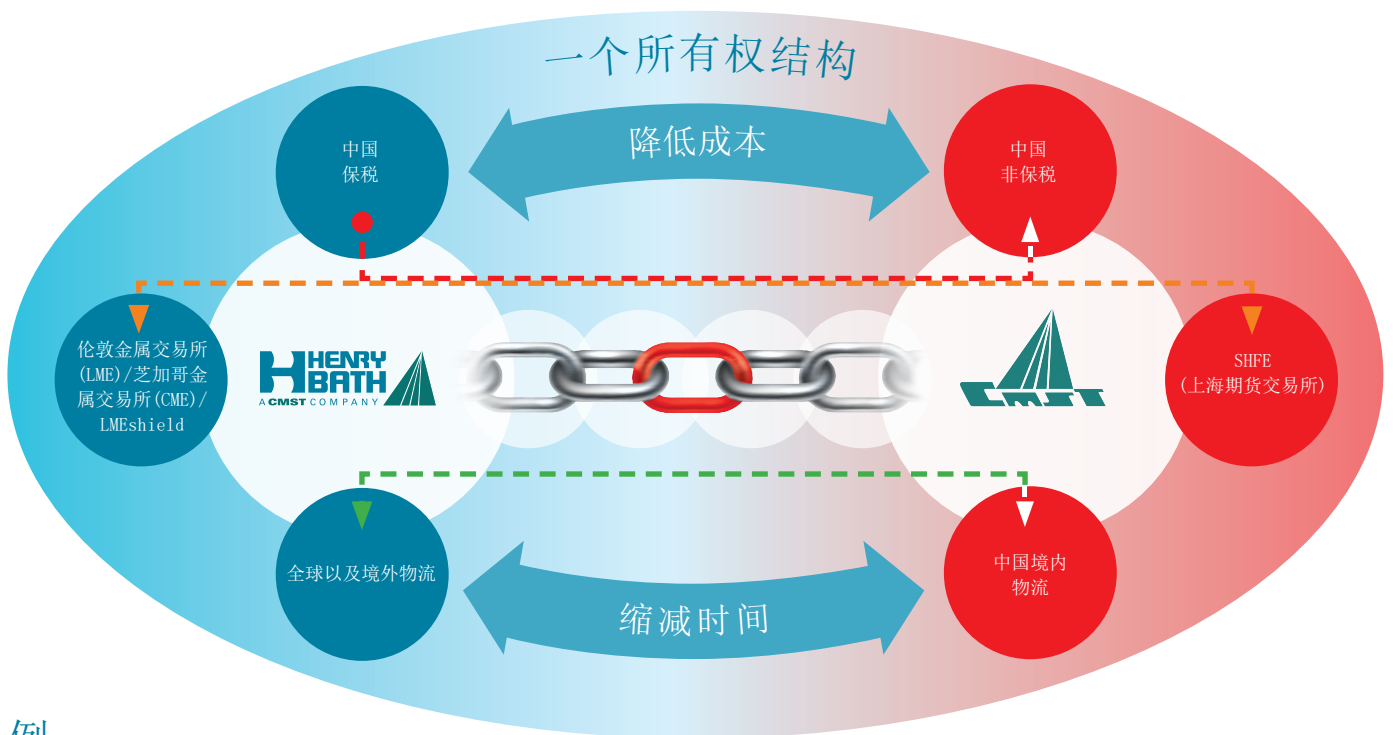 一个所有权结构
降低成本
中国
保税
中国
非保税
伦敦金属交易所
(LME)/芝加哥金
属交易所(CME)/
LMEshield
HENRY
BATH
A CMST COMPANY
CMST
SHFE
(上海期货交易所)
全球以及境外物流
中国境内
物流
缩减时间
例